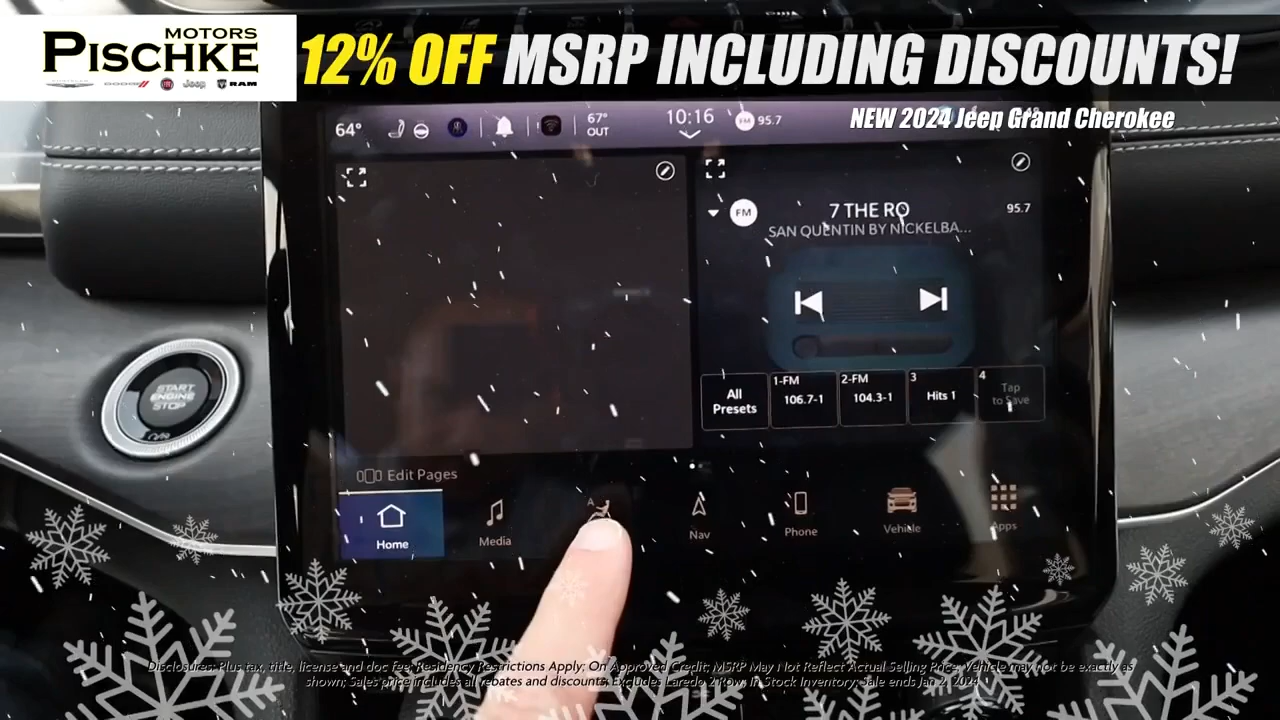 MOTORS
PISCHKE
DODGE Jeep RAM
12% OFF MSRP INCLUDING DISCOUNTS!
NEW 2024 Jeep Grand Cherokee
64° 67° OUT 10:16 FM 95.7
FM 7 THE RO 95.7
SAN QUENTIN BY NICKELBA...
START ENGINE STOP
All Presets
1-FM 106.7-1
2-FM 104.3-1
3 Hits 1
4 Tap to Save
Edit Pages
Home Media Nav Phone Vehicle Apps
Disclosures: Plus tax, title, license and doc fee; Residency Restrictions Apply; On Approved Credit; MSRP May Not Reflect Actual Selling Price; Vehicle may not be exactly as
shown; Sales price includes all rebates and discounts; Excludes Laredo 2 Row; In Stock Inventory; Sale ends Jan 2, 2024